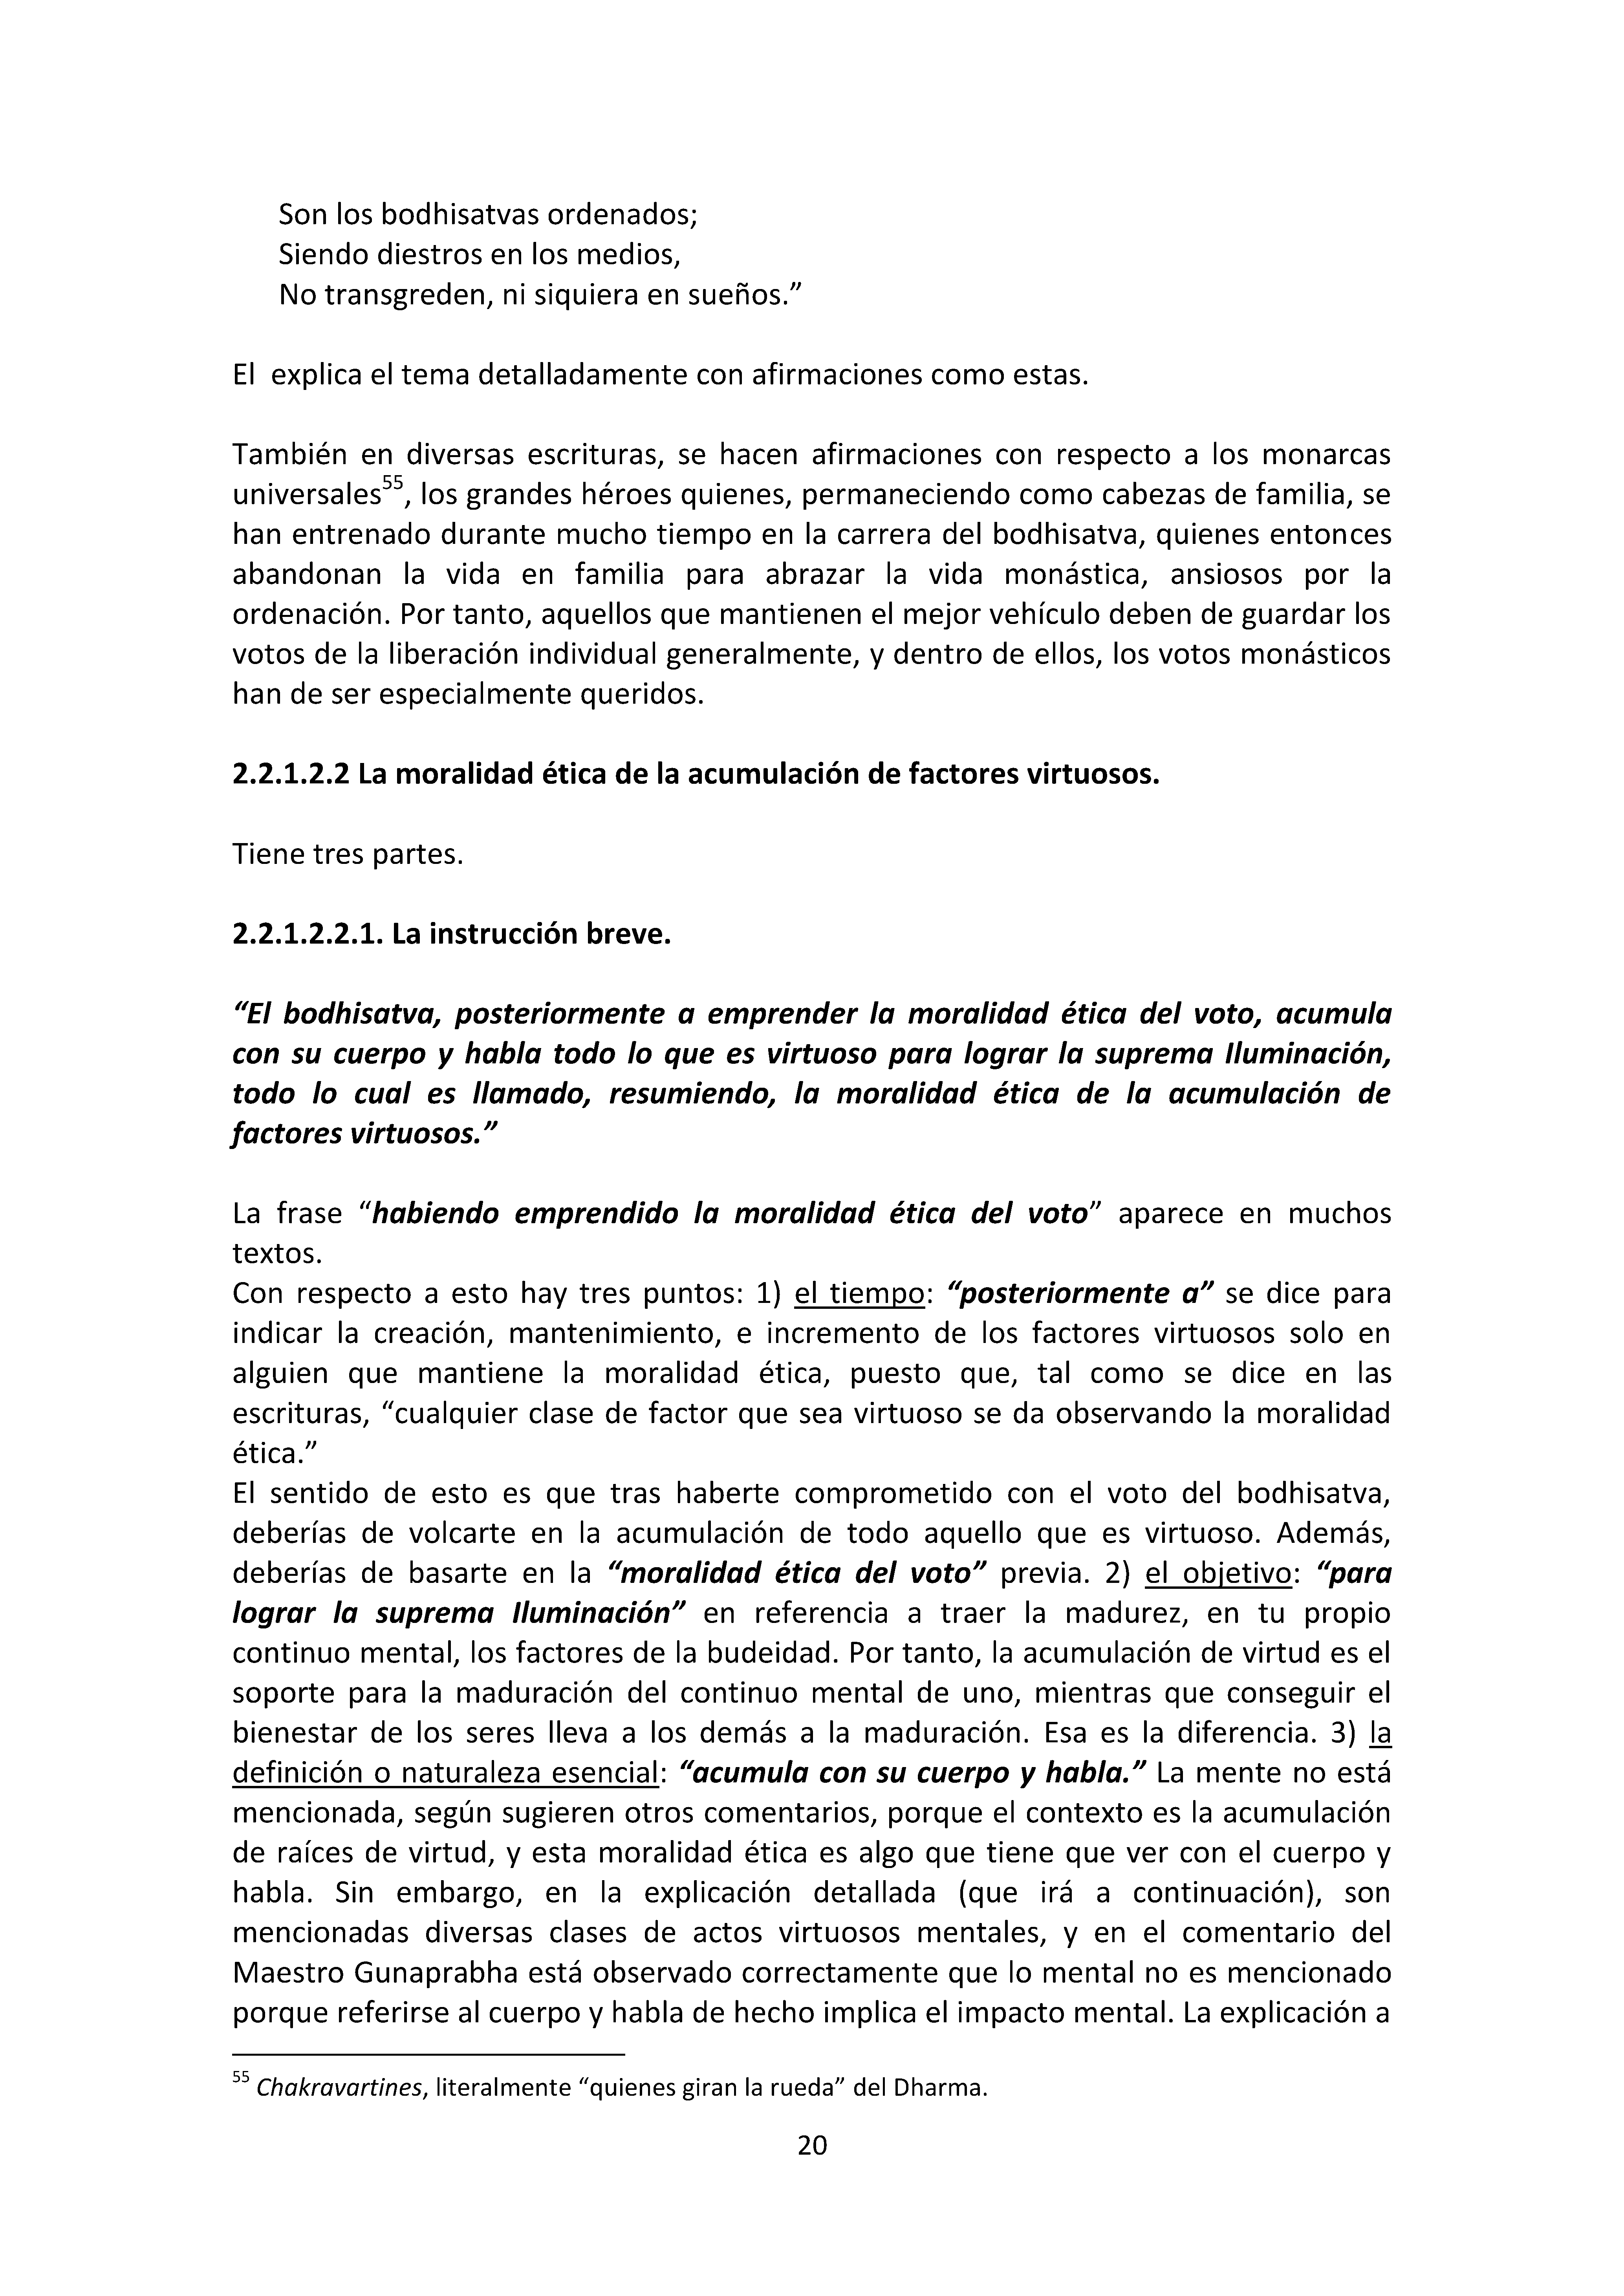 Son los bodhisatvas ordenados;
Siendo diestros en los medios,
No transgreden, ni siquiera en sueños.”
El  explica el tema detalladamente con afirmaciones como estas.
También en diversas escrituras, se hacen afirmaciones con respecto a los monarcas
universales55, los grandes héroes quienes, permaneciendo como cabezas de familia, se
han entrenado durante mucho tiempo en la carrera del bodhisatva, quienes entonces
abandonan la vida en familia para abrazar la vida monástica, ansiosos por la
ordenación. Por tanto, aquellos que mantienen el mejor vehículo deben de guardar los
votos de la liberación individual generalmente, y dentro de ellos, los votos monásticos
han de ser especialmente queridos.
2.2.1.2.2 La moralidad ética de la acumulación de factores virtuosos.
Tiene tres partes.
2.2.1.2.2.1. La instrucción breve.
“El bodhisatva, posteriormente a emprender la moralidad ética del voto, acumula
con su cuerpo y habla todo lo que es virtuoso para lograr la suprema Iluminación,
todo lo cual es llamado, resumiendo, la moralidad ética de la acumulación de
factores virtuosos.”
La frase “habiendo emprendido la moralidad ética del voto” aparece en muchos
textos.
Con respecto a esto hay tres puntos: 1) el tiempo: “posteriormente a” se dice para
indicar la creación, mantenimiento, e incremento de los factores virtuosos solo en
alguien que mantiene la moralidad ética, puesto que, tal como se dice en las
escrituras, “cualquier clase de factor que sea virtuoso se da observando la moralidad
ética.”
El sentido de esto es que tras haberte comprometido con el voto del bodhisatva,
deberías de volcarte en la acumulación de todo aquello que es virtuoso. Además,
deberías de basarte en la “moralidad ética del voto” previa. 2) el objetivo: “para
lograr la suprema Iluminación” en referencia a traer la madurez, en tu propio
continuo mental, los factores de la budeidad. Por tanto, la acumulación de virtud es el
soporte para la maduración del continuo mental de uno, mientras que conseguir el
bienestar de los seres lleva a los demás a la maduración. Esa es la diferencia. 3) la
definición o naturaleza esencial: “acumula con su cuerpo y habla.” La mente no está
mencionada, según sugieren otros comentarios, porque el contexto es la acumulación
de raíces de virtud, y esta moralidad ética es algo que tiene que ver con el cuerpo y
habla. Sin embargo, en la explicación detallada (que irá a continuación), son
mencionadas diversas clases de actos virtuosos mentales, y en el comentario del
Maestro Gunaprabha está observado correctamente que lo mental no es mencionado
porque referirse al cuerpo y habla de hecho implica el impacto mental. La explicación a
55 Chakravartines, literalmente “quienes giran la rueda” del Dharma.
20